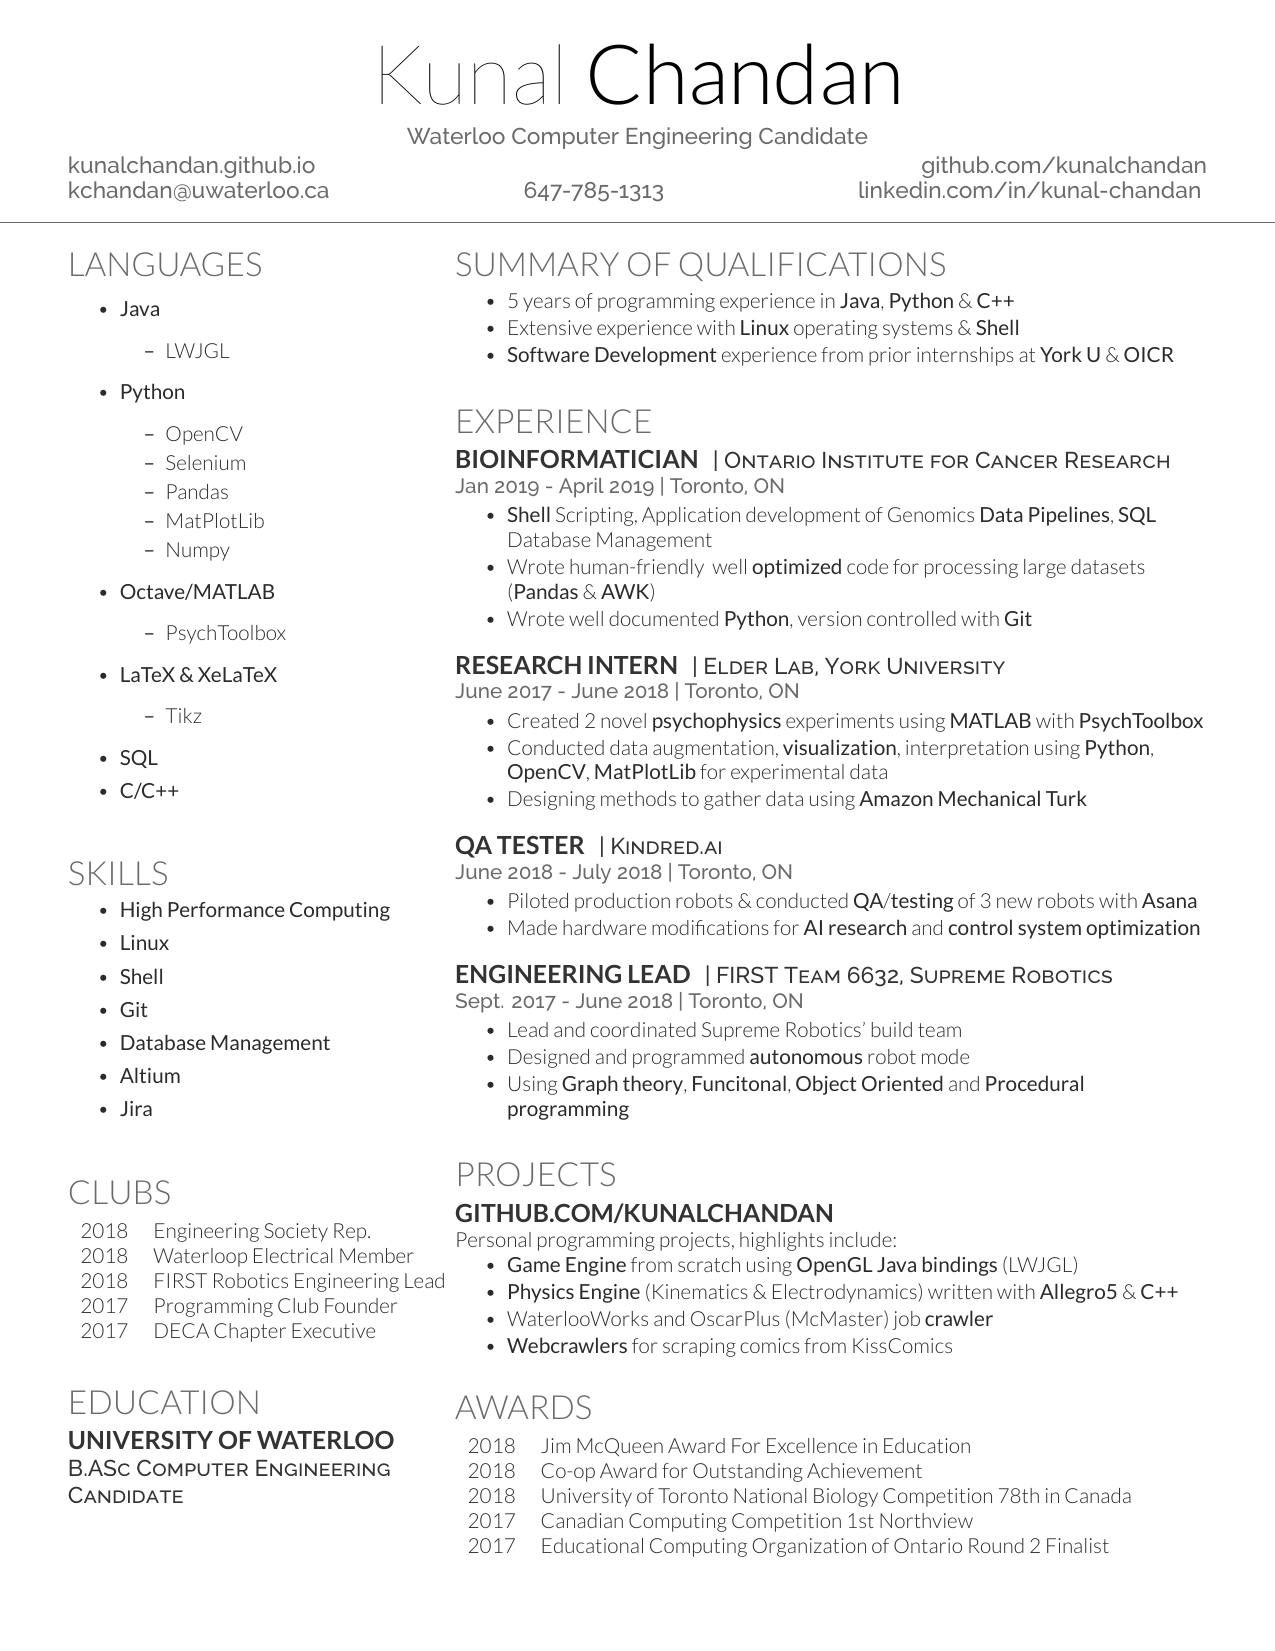 Kunal Chandan
Waterloo Computer Engineering Candidate
kunalchandan.github.io
github.com/kunalchandan
kchandan@uwaterloo.ca
647-785-1313
linkedin.com/in/kunal-chandan
LANGUAGES
• Java
– LWJGL
• Python
– OpenCV
– Selenium
– Pandas
– MatPlotLib
– Numpy
• Octave/MATLAB
– PsychToolbox
• LaTeX & XeLaTeX
– Tikz
• SQL
• C/C++
SKILLS
• High Performance Computing
• Linux
• Shell
• Git
• Database Management
• Altium
• Jira
CLUBS
2018 Engineering Society Rep.
2018 Waterloop Electrical Member
2018 FIRST Robotics Engineering Lead
2017 Programming Club Founder
2017 DECA Chapter Executive
EDUCATION
UNIVERSITY OF WATERLOO
B.ASc Computer Engineering
Candidate
SUMMARY OF QUALIFICATIONS
• 5 years of programming experience in Java, Python & C++
• Extensive experience with Linux operating systems & Shell
• Software Development experience from prior internships at York U & OICR
EXPERIENCE
BIOINFORMATICIAN | Ontario Institute for Cancer Research
Jan 2019 - April 2019 | Toronto, ON
• Shell Scripting, Application development of Genomics Data Pipelines, SQL
Database Management
• Wrote human-friendly well optimized code for processing large datasets
(Pandas & AWK)
• Wrote well documented Python, version controlled with Git
RESEARCH INTERN | Elder Lab, York University
June 2017 - June 2018 | Toronto, ON
• Created 2 novel psychophysics experiments using MATLAB with PsychToolbox
• Conducted data augmentation, visualization, interpretation using Python,
OpenCV, MatPlotLib for experimental data
• Designing methods to gather data using Amazon Mechanical Turk
QA TESTER | Kindred.ai
June 2018 - July 2018 | Toronto, ON
• Piloted production robots & conducted QA/testing of 3 new robots with Asana
• Made hardware modifications for AI research and control system optimization
ENGINEERING LEAD | FIRST Team 6632, Supreme Robotics
Sept. 2017 - June 2018 | Toronto, ON
• Lead and coordinated Supreme Robotics' build team
• Designed and programmed autonomous robot mode
• Using Graph theory, Funcitonal, Object Oriented and Procedural
programming
PROJECTS
GITHUB.COM/KUNALCHANDAN
Personal programming projects, highlights include:
• Game Engine from scratch using OpenGL Java bindings (LWJGL)
• Physics Engine (Kinematics & Electrodynamics) written with Allegro5 & C++
• WaterlooWorks and OscarPlus (McMaster) job crawler
• Webcrawlers for scraping comics from KissComics
AWARDS
2018 Jim McQueen Award For Excellence in Education
2018 Co-op Award for Outstanding Achievement
2018 University of Toronto National Biology Competition 78th in Canada
2017 Canadian Computing Competition 1st Northview
2017 Educational Computing Organization of Ontario Round 2 Finalist